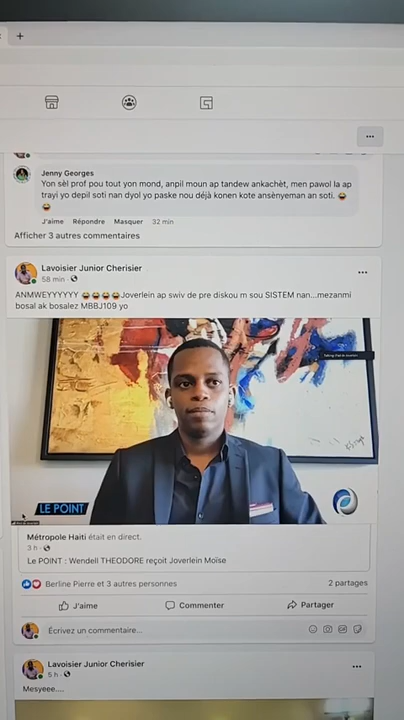 Jenny Georges
Yon sèl prof pou tout yon mond, anpil moun ap tandew ankachèt, men pawol la ap
trayi yo depil soti nan dyol yo paske nou déjà konen kote ansènyeman an soti. 😂
😂
J'aime Répondre Masquer 32 min
Afficher 3 autres commentaires
Lavoisier Junior Cherisier
58 min
ANMWEYYYYYY 😂😂😂😂Joverlein ap swiv de pre diskou m sou SISTEM nan...mezanmi
bosal ak bosalez MBBJ109 yo
LE POINT
Métropole Haiti était en direct.
3 h
Le POINT : Wendell THEODORE reçoit Joverlein Moïse
Berline Pierre et 3 autres personnes 2 partages
J'aime Commenter Partager
Écrivez un commentaire...
Lavoisier Junior Cherisier
5 h
Mesyeee....